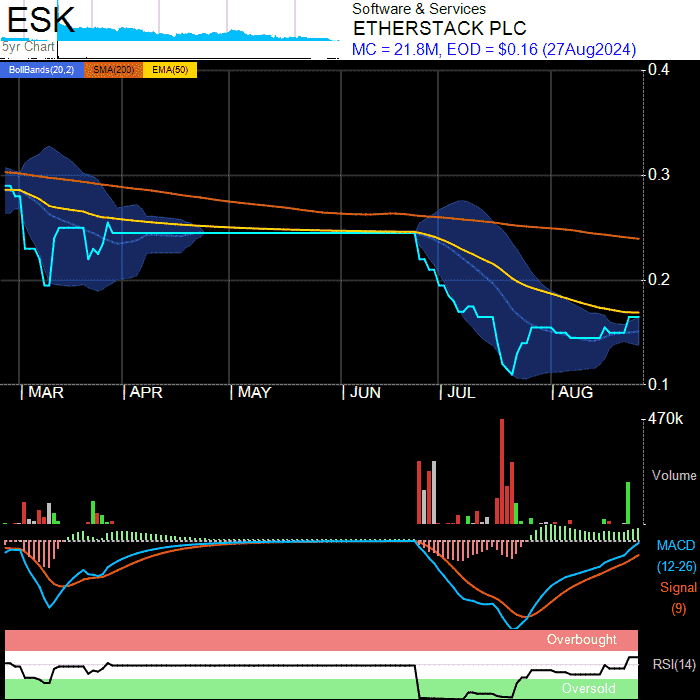 ESK
Software & Services
ETHERSTACK PLC
5yr Chart
MC = 21.8M, EOD = $0.16 (27Aug2024)
BollBands(20,2) SMA(200) EMA(50)
0.4
0.3
0.2
0.1
MAR APR MAY JUN JUL AUG
470k
Volume
MACD
(12-26)
Signal
(9)
Overbought
RSI(14)
Oversold